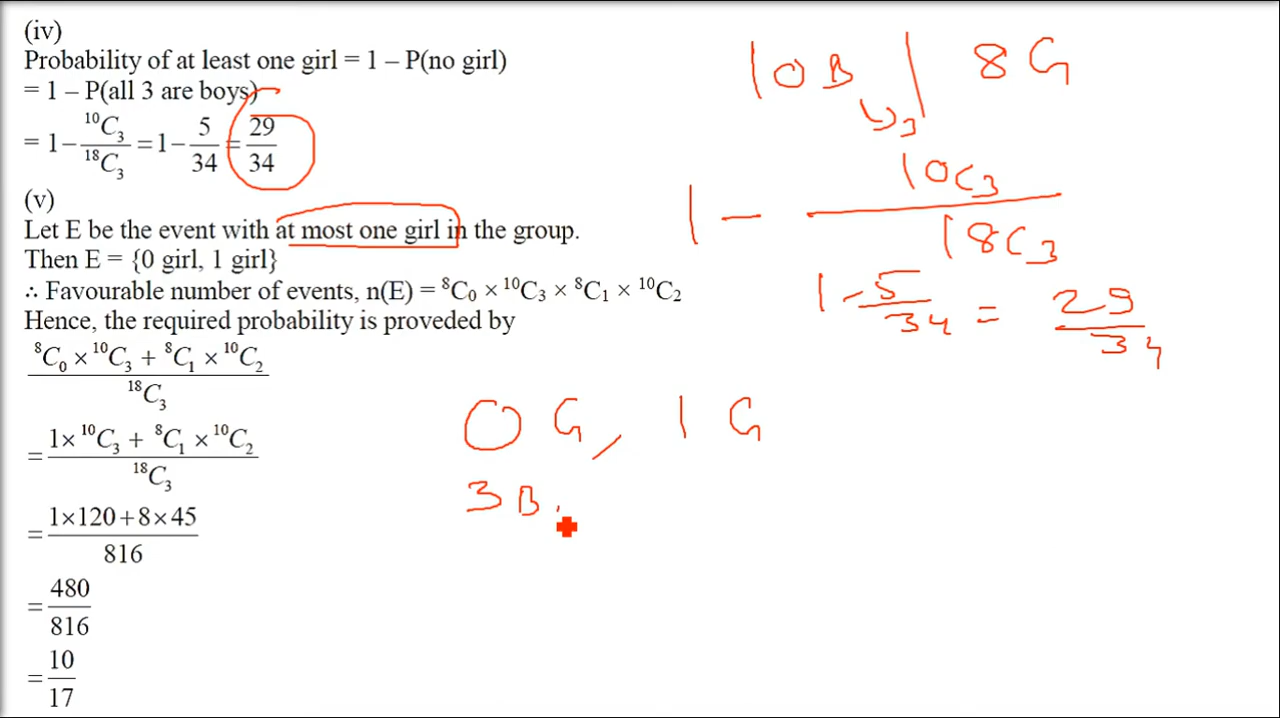 (iv)
Probability of at least one girl = 1 – P(no girl)
= 1 – P(all 3 are boys)
= 1 − ¹⁰C₃ / ¹⁸C₃ = 1 − 5/34 = 29/34
(v)
Let E be the event with at most one girl in the group.
Then E = {0 girl, 1 girl}
∴ Favourable number of events, n(E) = ⁸C₀ × ¹⁰C₃ × ⁸C₁ × ¹⁰C₂
Hence, the required probability is proveded by
⁸C₀ × ¹⁰C₃ + ⁸C₁ × ¹⁰C₂
¹⁸C₃
= 1× ¹⁰C₃ + ⁸C₁ × ¹⁰C₂
¹⁸C₃
= 1×120+8×45
816
= 480
816
= 10
17
10B | 8G
↳3
1 − 10C3
18C3
1 - 5/34 = 29/34
0 G, 1 G
3 B